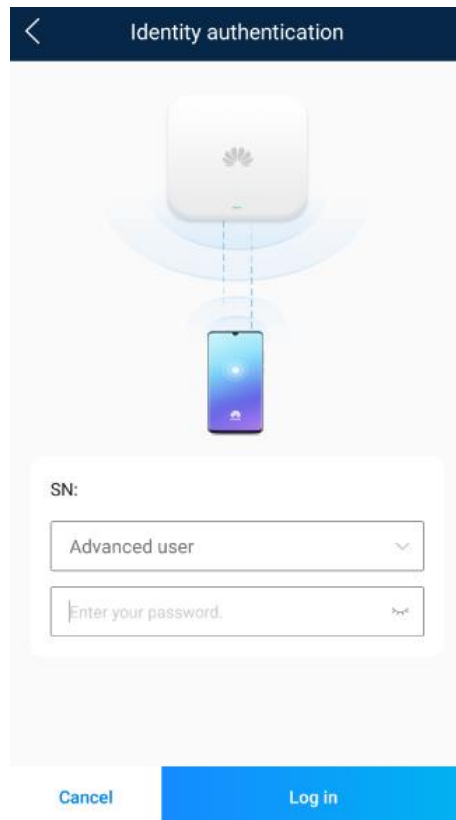 Identity authentication
SN:
Advanced user
Enter your password.
Cancel
Log in